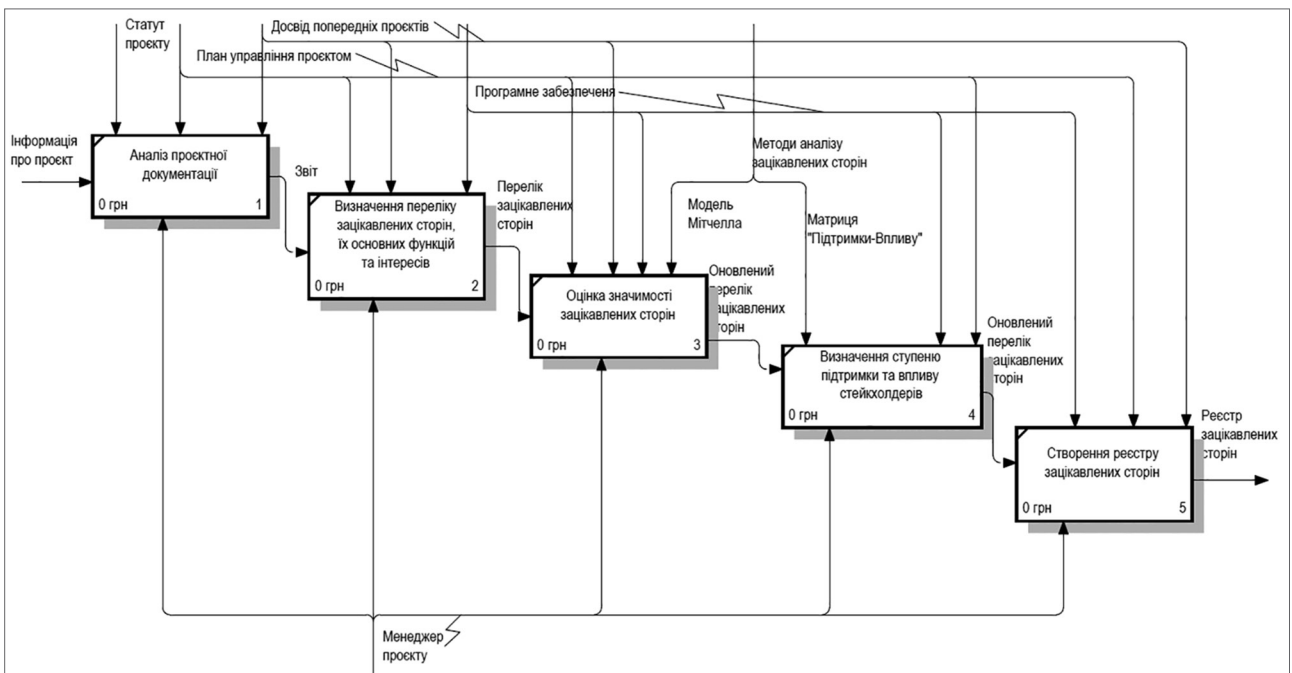 Статут
проєкту
Досвід попередніх проєктів
План управління проєктом
Програмне забезпеченя
Інформація
про проєкт
Аналіз проєктної
документації
0 грн
1
Звіт
Визначення переліку
зацікавлених сторін,
їх основних функцій
та інтересів
0 грн
2
Перелік
зацікавлених
сторін
Методи аналізу
зацікавлених сторін
Модель
Мітчелла
Матриця
"Підтримки-Впливу"
Оцінка значимості
зацікавлених сторін
0 грн
3
Оновлений
перелік
зацікавлених
сторін
Визначення ступеню
підтримки та впливу
стейкхолдерів
0 грн
4
Оновлений
перелік
зацікавлених
сторін
Створення реєстру
зацікавлених сторін
0 грн
5
Реєстр
зацікавлених
сторін
Менеджер
проєкту